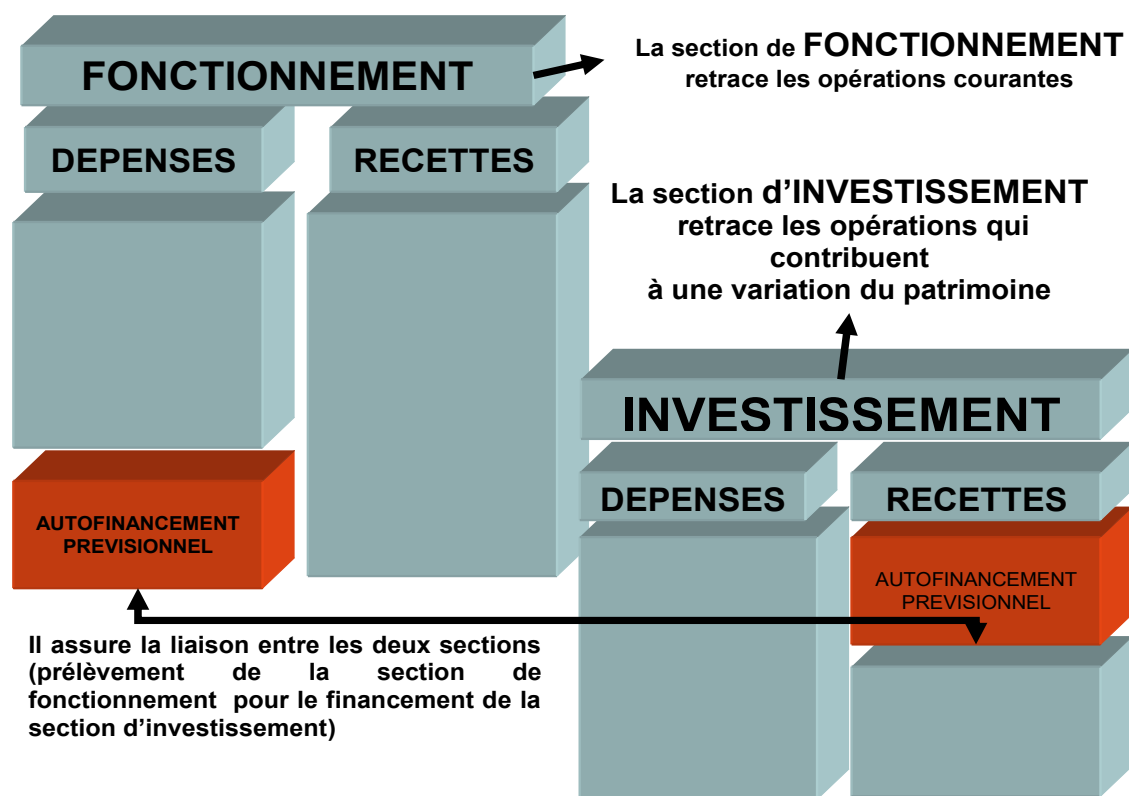 FONCTIONNEMENT
La section de FONCTIONNEMENT
retrace les opérations courantes
DEPENSES
RECETTES
La section d’INVESTISSEMENT
retrace les opérations qui
contribuent
à une variation du patrimoine
INVESTISSEMENT
DEPENSES
RECETTES
AUTOFINANCEMENT
PREVISIONNEL
AUTOFINANCEMENT
PREVISIONNEL
Il assure la liaison entre les deux sections
(prélèvement de la section de
fonctionnement pour le financement de la
section d’investissement)